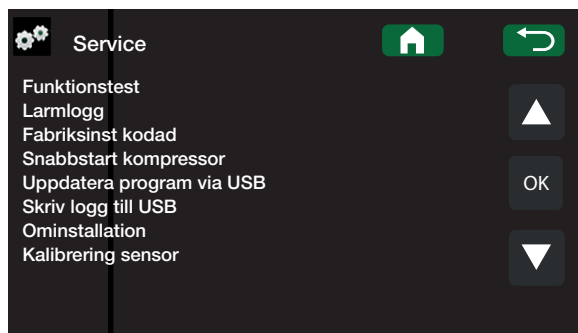 Service
Funktionstest
Larmlogg
Fabriksinst kodad
Snabbstart kompressor
Uppdatera program via USB
OK
Skriv logg till USB
Ominstallation
Kalibrering sensor